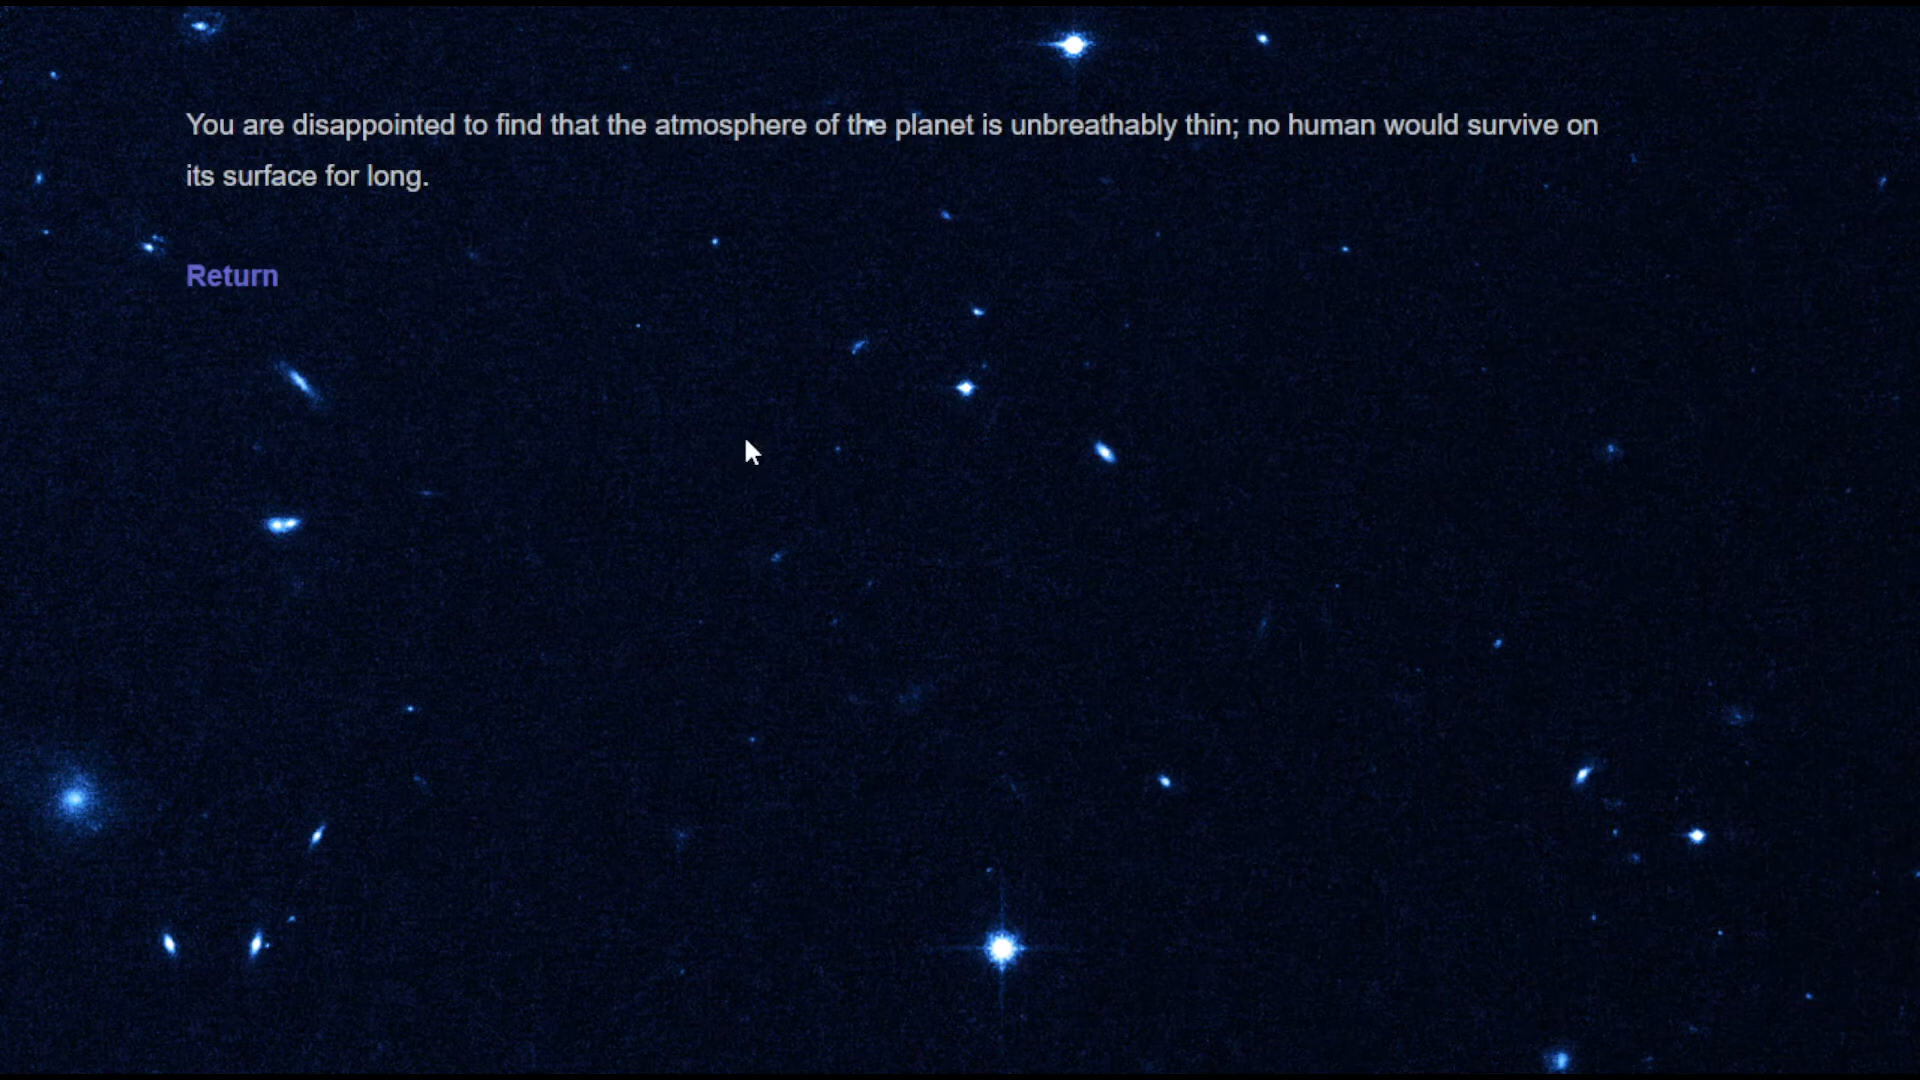 You are disappointed to find that the atmosphere of the planet is unbreathably thin; no human would survive on
its surface for long.
Return